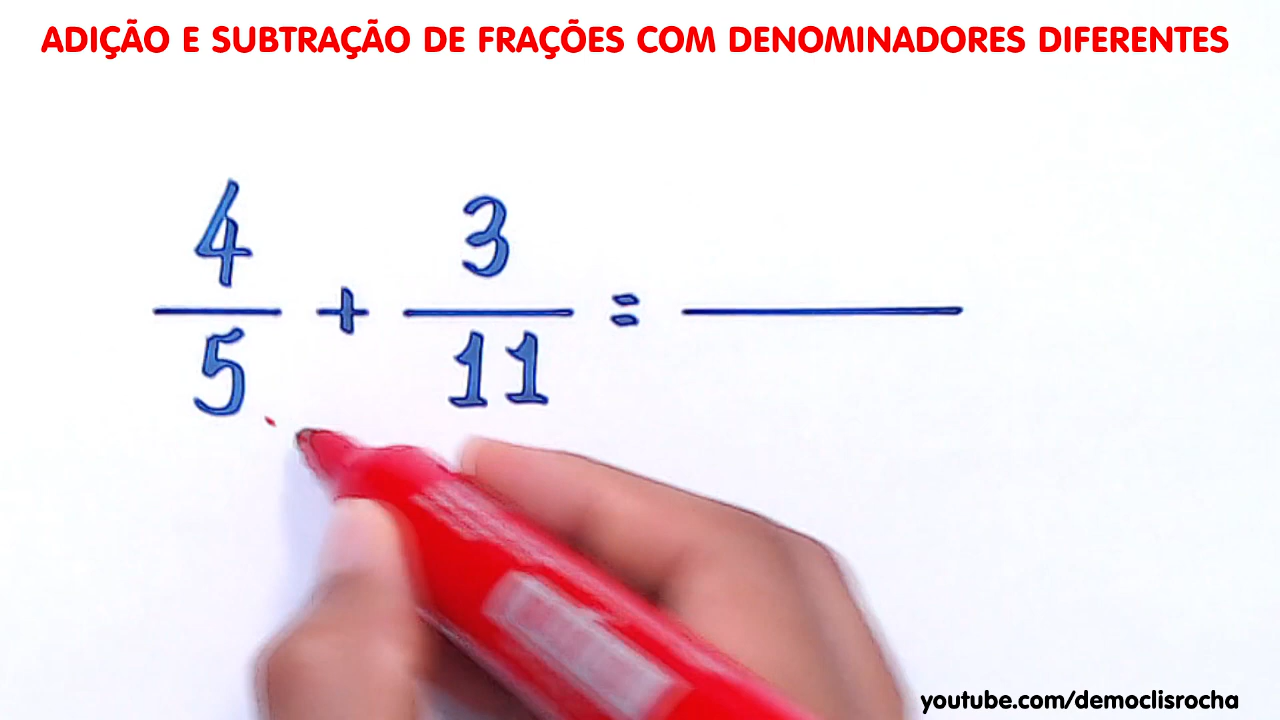 ADIÇÃO E SUBTRAÇÃO DE FRAÇÕES COM DENOMINADORES DIFERENTES
4 3
+ =
5 11
youtube.com/democlisrocha